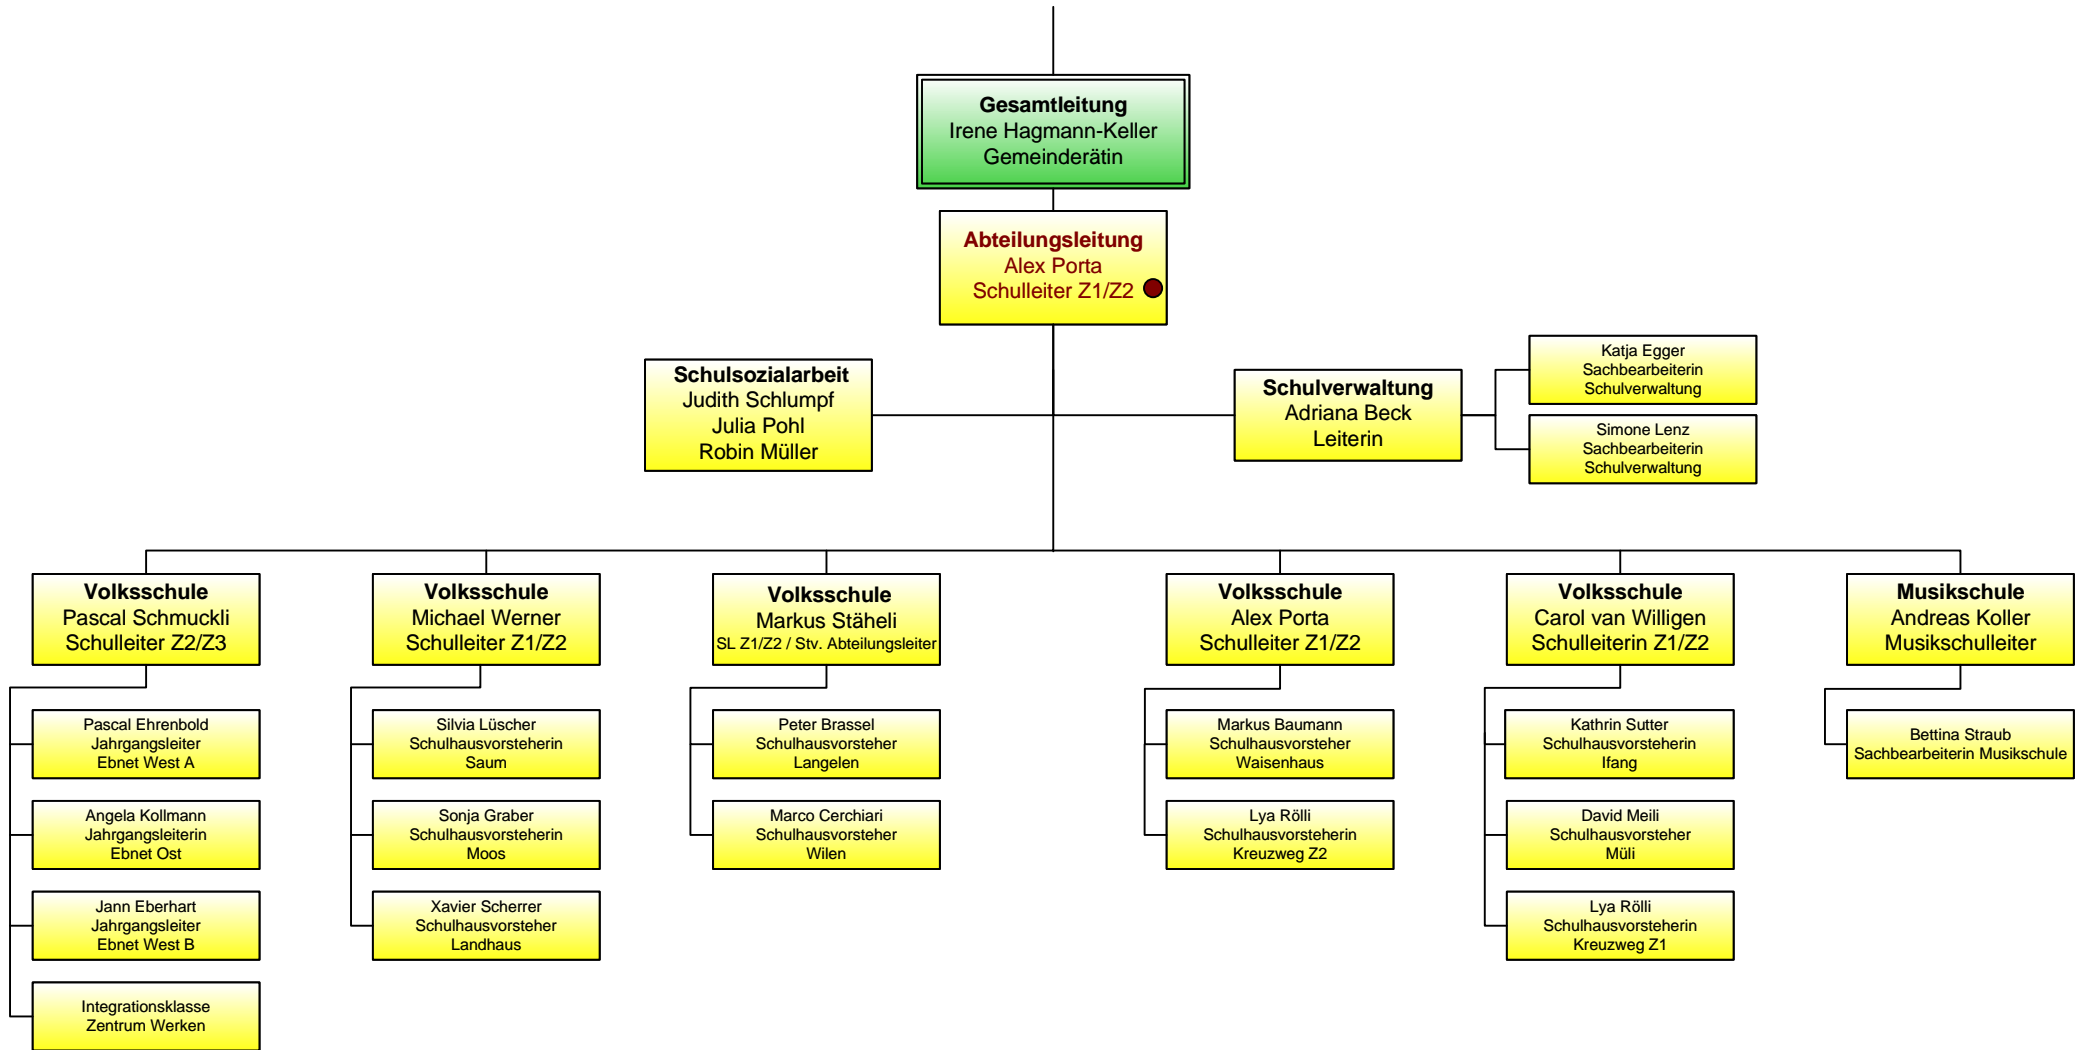 Gesamtleitung
Irene Hagmann-Keller
Gemeinderätin
Abteilungsleitung
Alex Porta
Schulleiter Z1/Z2
Schulsozialarbeit
Judith Schlumpf
Julia Pohl
Robin Müller
Schulverwaltung
Adriana Beck
Leiterin
Katja Egger
Sachbearbeiterin
Schulverwaltung
Simone Lenz
Sachbearbeiterin
Schulverwaltung
Volksschule
Pascal Schmuckli
Schulleiter Z2/Z3
Pascal Ehrenbold
Jahrgangsleiter
Ebnet West A
Angela Kollmann
Jahrgangsleiterin
Ebnet Ost
Jann Eberhart
Jahrgangsleiter
Ebnet West B
Integrationsklasse
Zentrum Werken
Volksschule
Michael Werner
Schulleiter Z1/Z2
Silvia Lüscher
Schulhausvorsteherin
Saum
Sonja Graber
Schulhausvorsteherin
Moos
Xavier Scherrer
Schulhausvorsteher
Landhaus
Volksschule
Markus Stäheli
SL Z1/Z2 / Stv. Abteilungsleiter
Peter Brassel
Schulhausvorsteher
Langelen
Marco Cerchiari
Schulhausvorsteher
Wilen
Volksschule
Alex Porta
Schulleiter Z1/Z2
Markus Baumann
Schulhausvorsteher
Waisenhaus
Lya Rölli
Schulhausvorsteherin
Kreuzweg Z2
Volksschule
Carol van Willigen
Schulleiterin Z1/Z2
Kathrin Sutter
Schulhausvorsteherin
Ifang
David Meili
Schulhausvorsteher
Müli
Lya Rölli
Schulhausvorsteherin
Kreuzweg Z1
Musikschule
Andreas Koller
Musikschulleiter
Bettina Straub
Sachbearbeiterin Musikschule